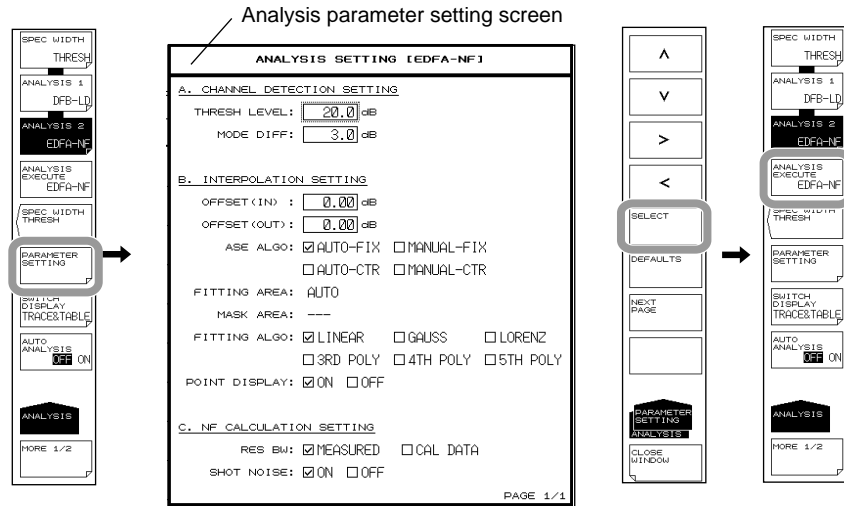 Analysis parameter setting screen
SPEC WIDTH
THRESH
ANALYSIS 1
DFB-LD
ANALYSIS 2
EDFA-NF
ANALYSIS
EXECUTE
EDFA-NF
SPEC WIDTH
THRESH
PARAMETER
SETTING
SWITCH
DISPLAY
TRACE&TABLE
AUTO
ANALYSIS
OFF ON
ANALYSIS
MORE 1/2
ANALYSIS SETTING [EDFA-NF]
A. CHANNEL DETECTION SETTING
THRESH LEVEL: 20.0 dB
MODE DIFF: 3.0 dB
B. INTERPOLATION SETTING
OFFSET(IN) : 0.00 dB
OFFSET(OUT): 0.00 dB
ASE ALGO: ☑AUTO-FIX ☐MANUAL-FIX
☐AUTO-CTR ☐MANUAL-CTR
FITTING AREA: AUTO
MASK AREA: ---
FITTING ALGO: ☑LINEAR ☐GAUSS ☐LORENZ
☐3RD POLY ☐4TH POLY ☐5TH POLY
POINT DISPLAY: ☑ON ☐OFF
C. NF CALCULATION SETTING
RES BW: ☑MEASURED ☐CAL DATA
SHOT NOISE: ☑ON ☐OFF
PAGE 1/1
SELECT
DEFAULTS
NEXT
PAGE
PARAMETER
SETTING
ANALYSIS
CLOSE
WINDOW
SPEC WIDTH
THRESH
ANALYSIS 1
DFB-LD
ANALYSIS 2
EDFA-NF
ANALYSIS
EXECUTE
EDFA-NF
SPEC WIDTH
THRESH
PARAMETER
SETTING
SWITCH
DISPLAY
TRACE&TABLE
AUTO
ANALYSIS
OFF ON
ANALYSIS
MORE 1/2